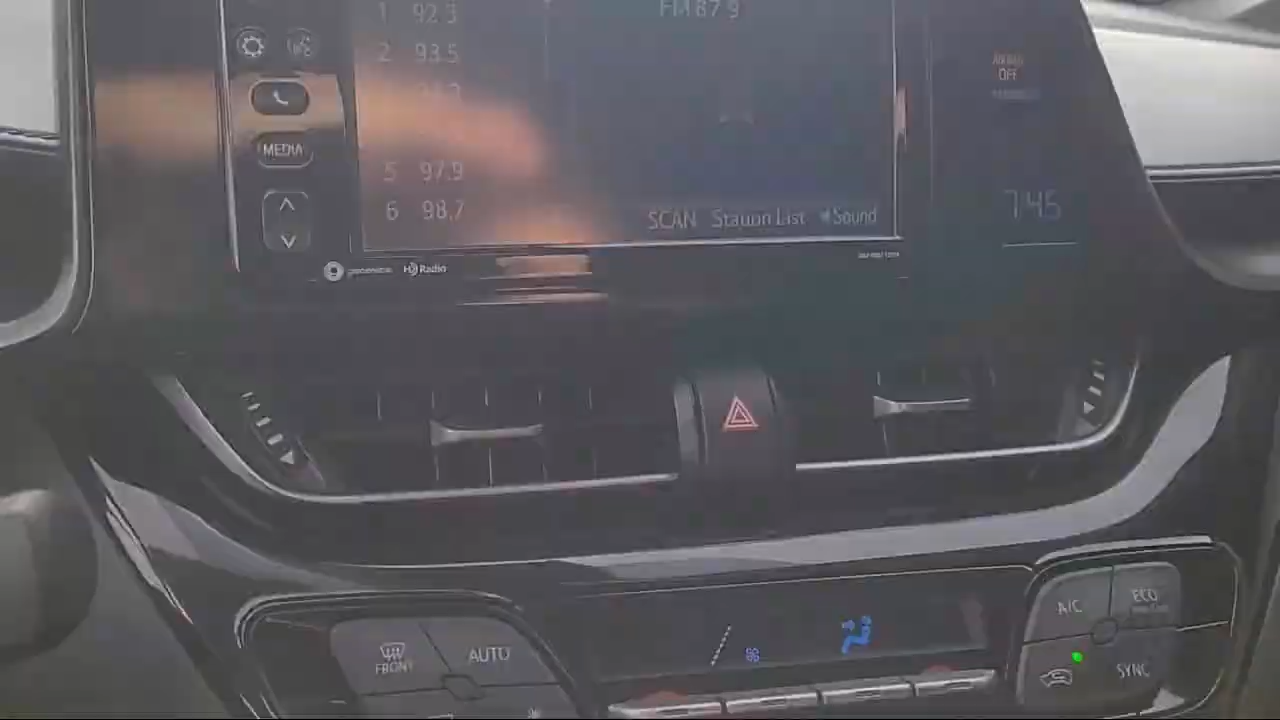 1 92.3
FM 87.9
2 93.5
AIRBAG
OFF
MEDIA
5 97.9
6 98.7
SCAN Station List Sound
7:45
HD Radio
A/C
ECO
FRONT
AUTO
SYNC